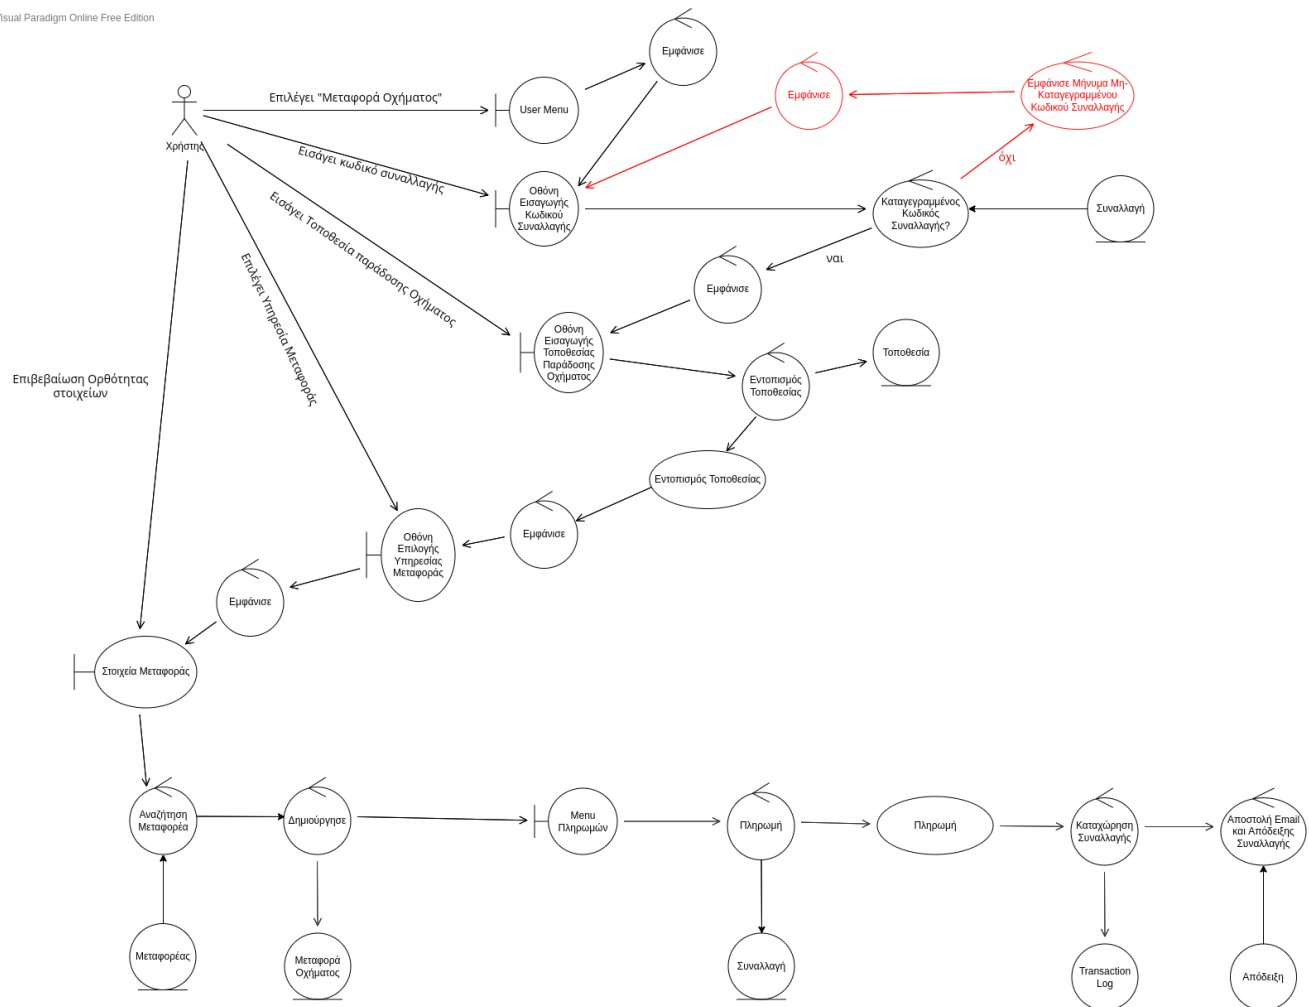 Visual Paradigm Online Free Edition
Εμφάνισε
Επιλέγει "Μεταφορά Οχήματος"
User Menu
Εμφάνισε
Εμφάνισε Μήνυμα Μη-
Καταγεγραμμένου
Κωδικού Συναλλαγής
Χρήστης
Εισάγει κωδικό συναλλαγής
όχι
Οθόνη
Εισαγωγής
Κωδικού
Συναλλαγής
Καταγεγραμμένος
Κωδικός
Συναλλαγής?
Συναλλαγή
Εισάγει Τοποθεσία παράδοσης Οχήματος
ναι
Εμφάνισε
Επιλέγει Υπηρεσία Μεταφοράς
Οθόνη
Εισαγωγής
Τοποθεσίας
Παράδοσης
Οχήματος
Τοποθεσία
Εντοπισμός
Τοποθεσίας
Επιβεβαίωση Ορθότητας
στοιχείων
Εντοπισμός Τοποθεσίας
Εμφάνισε
Οθόνη
Επιλογής
Υπηρεσίας
Μεταφοράς
Εμφάνισε
Στοιχεία Μεταφοράς
Αναζήτηση
Μεταφορέα
Δημιούργησε
Menu
Πληρωμών
Πληρωμή
Πληρωμή
Καταχώρηση
Συναλλαγής
Αποστολή Email
και Απόδειξης
Συναλλαγής
Μεταφορέας
Μεταφορά
Οχήματος
Συναλλαγή
Transaction
Log
Απόδειξη